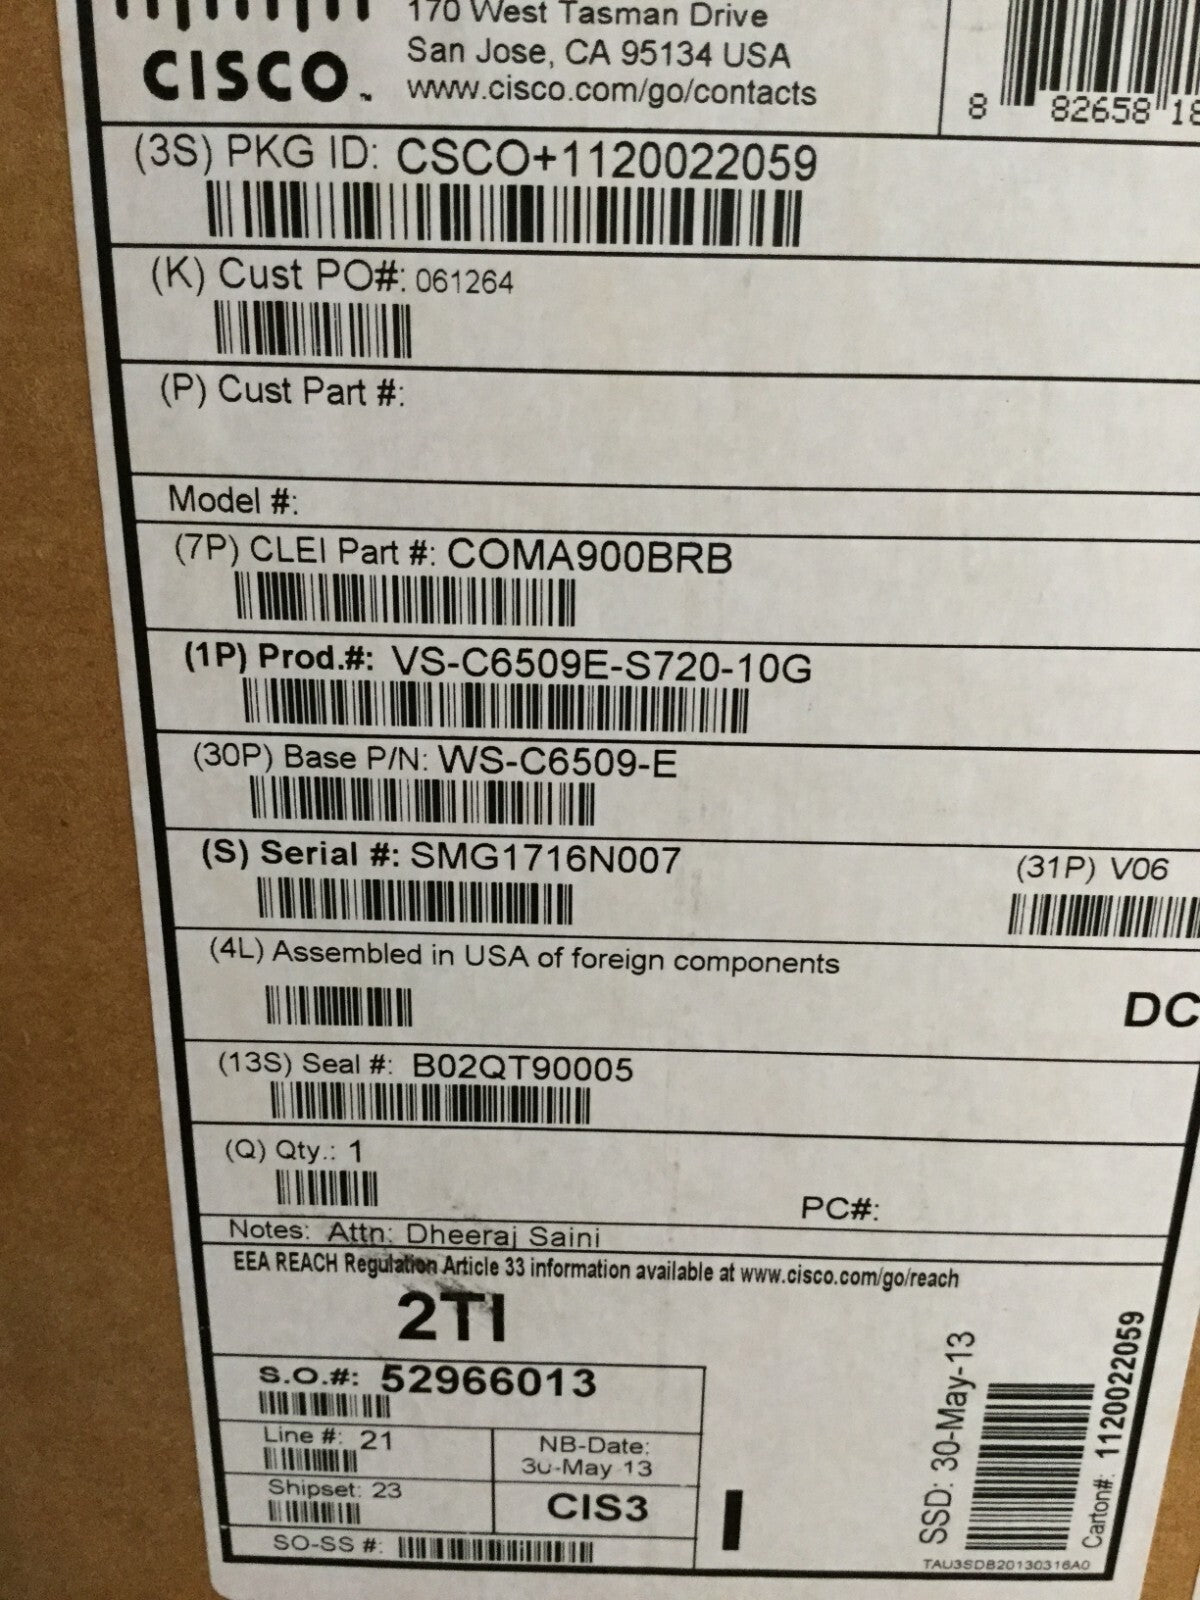 170 West Tasman Drive
San Jose, CA 95134 USA
CISCO
www.cisco.com/go/contacts
8 82658 18
(3S) PKG ID: CSCO+1120022059
(K) Cust PO#: 061264
(P) Cust Part #:
Model #:
(7P) CLEI Part #: COMA900BRB
(1P) Prod.#: VS-C6509E-S720-10G
(30P) Base P/N: WS-C6509-E
(S) Serial #: SMG1716N007
(31P) V06
(4L) Assembled in USA of foreign components
DC
(13S) Seal #: B02QT90005
(Q) Qty.: 1
PC#:
Notes: Attn: Dheeraj Saini
EEA REACH Regulation Article 33 information available at www.cisco.com/go/reach
2TI
S.O.#: 52966013
Line #: 21
NB-Date:
30-May 13
Shipset: 23
CIS3
SO-SS #:
SSD: 30-May-13
Carton#: 1120022059
TAU3SDB20130316A0